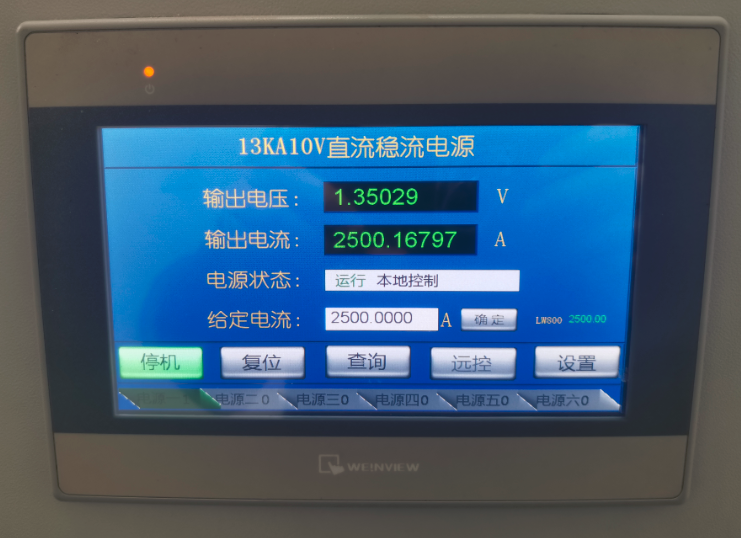 13KA10V直流稳流电源
输出电压： 1.35029 V
输出电流： 2500.16797 A
电源状态： 运行 本地控制
给定电流： 2500.0000 A 确定 LW800 2500.00
停机 复位 查询 远控 设置
电源二0 电源三0 电源四0 电源五0 电源六0
WEINVIEW